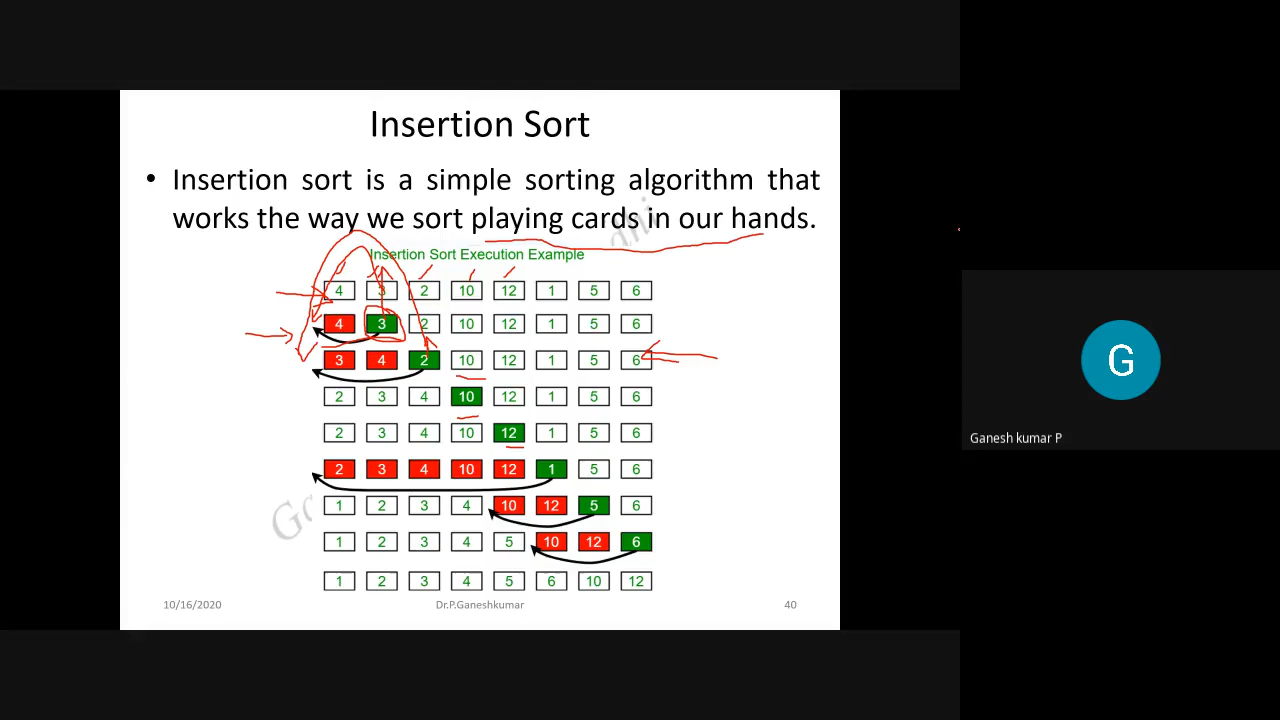 Insertion Sort
• Insertion sort is a simple sorting algorithm that
works the way we sort playing cards in our hands.
Insertion Sort Execution Example
4 3 2 10 12 1 5 6
4 3 2 10 12 1 5 6
3 4 2 10 12 1 5 6
2 3 4 10 12 1 5 6
2 3 4 10 12 1 5 6
2 3 4 10 12 1 5 6
1 2 3 4 10 12 5 6
1 2 3 4 5 10 12 6
1 2 3 4 5 6 10 12
10/16/2020 Dr.P.Ganeshkumar 40
G
Ganesh kumar P